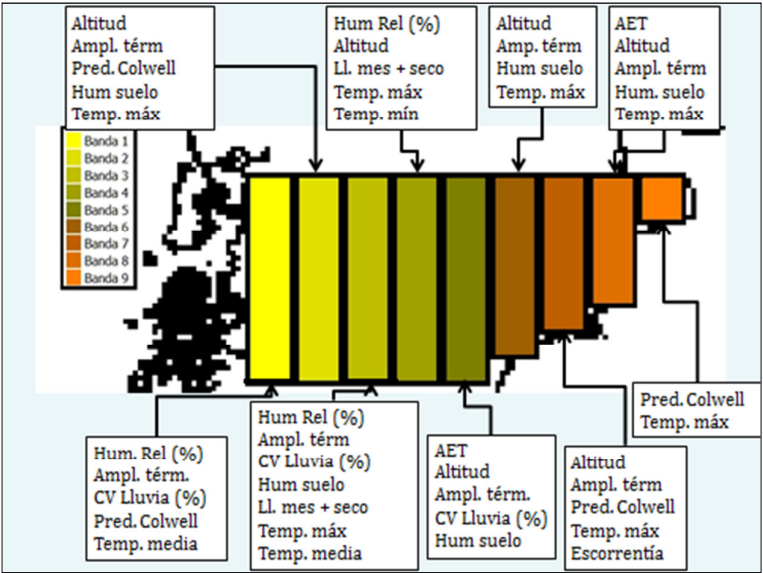 Altitud
Ampl. térm
Pred. Colwell
Hum suelo
Temp. máx
Hum Rel (%)
Altitud
Ll. mes + seco
Temp. máx
Temp. mín
Altitud
Amp. térm
Hum suelo
Temp. máx
AET
Altitud
Ampl. térm
Hum. suelo
Temp. máx
Banda 1
Banda 2
Banda 3
Banda 4
Banda 5
Banda 6
Banda 7
Banda 8
Banda 9
Hum. Rel (%)
Ampl. térm.
CV Lluvia (%)
Pred. Colwell
Temp. media
Hum Rel (%)
Ampl. térm
CV Lluvia (%)
Hum suelo
Ll. mes + seco
Temp. máx
Temp. media
AET
Altitud
Ampl. térm.
CV Lluvia (%)
Hum suelo
Altitud
Ampl. térm
Pred. Colwell
Temp. máx
Escorrentía
Pred. Colwell
Temp. máx